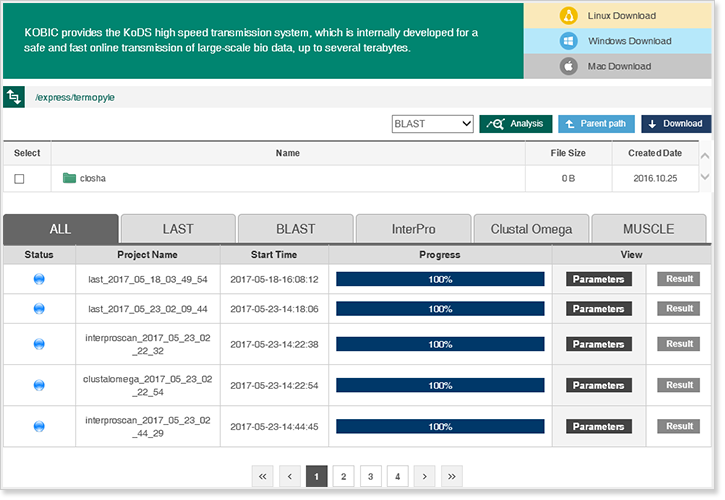 KOBIC provides the KoDS high speed transmission system, which is internally developed for a
safe and fast online transmission of large-scale bio data, up to several terabytes.
Linux Download
Windows Download
Mac Download
/express/termopyle
BLAST
Analysis
Parent path
Download
Select Name File Size Created Date
closha 0 B 2016.10.25
ALL LAST BLAST InterPro Clustal Omega MUSCLE
Status Project Name Start Time Progress View
last_2017_05_18_03_49_54 2017-05-18-16:08:12 100% Parameters Result
last_2017_05_23_02_09_44 2017-05-23-14:18:06 100% Parameters Result
interproscan_2017_05_23_02
_22_32 2017-05-23-14:22:38 100% Parameters Result
clustalomega_2017_05_23_02
_22_54 2017-05-23-14:22:54 100% Parameters Result
interproscan_2017_05_23_02
_44_29 2017-05-23-14:44:45 100% Parameters Result
« ‹ 1 2 3 4 › »